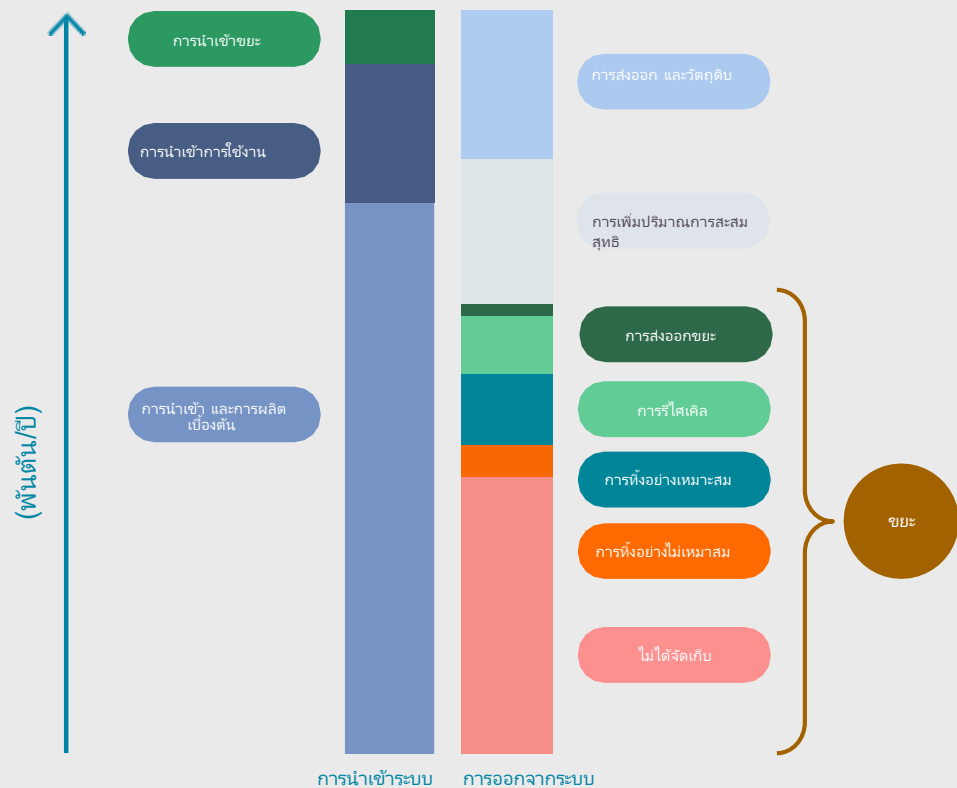 การนำเข้าขยะ
การส่งออก และวัตถุดิบ
การนำเข้าการใช้งาน
การเพิ่มปริมาณการสะสม
สุทธิ
การส่งออกขยะ
การนำเข้า และการผลิต
เบื้องต้น
การรีไศเคิล
(พันตัน/ปี)
การทิ้งอย่างเหมาะสม
ขยะ
การทิ้งอย่างไม่เหมาสม
ไม่ได้จัดเก็บ
การนำเข้าระบบ
การออกจากระบบ